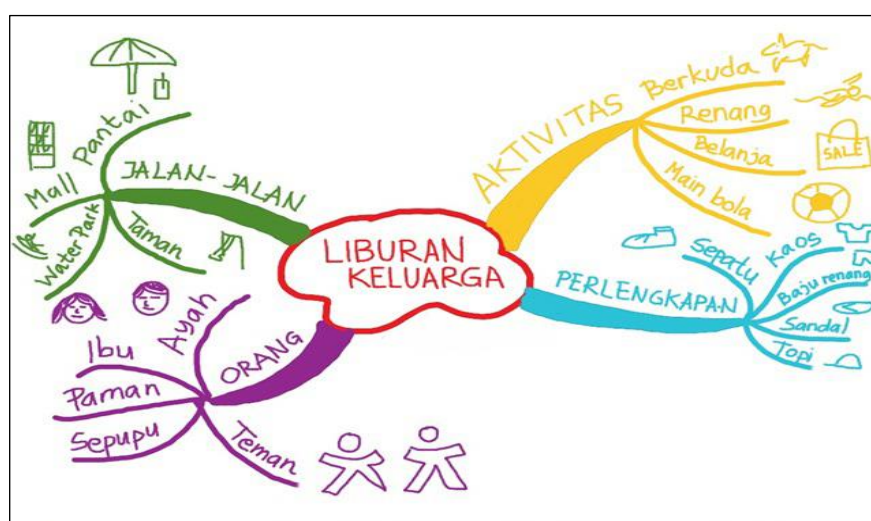 LIBURAN
KELUARGA
JALAN-JALAN
Pantai
Mall
Water Park
Taman
AKTIVITAS
Berkuda
Renang
Belanja
SALE
Main bola
PERLENGKAPAN
Sepatu
Kaos
Baju renang
Sandal
Topi
ORANG
Ayah
Ibu
Paman
Sepupu
Teman